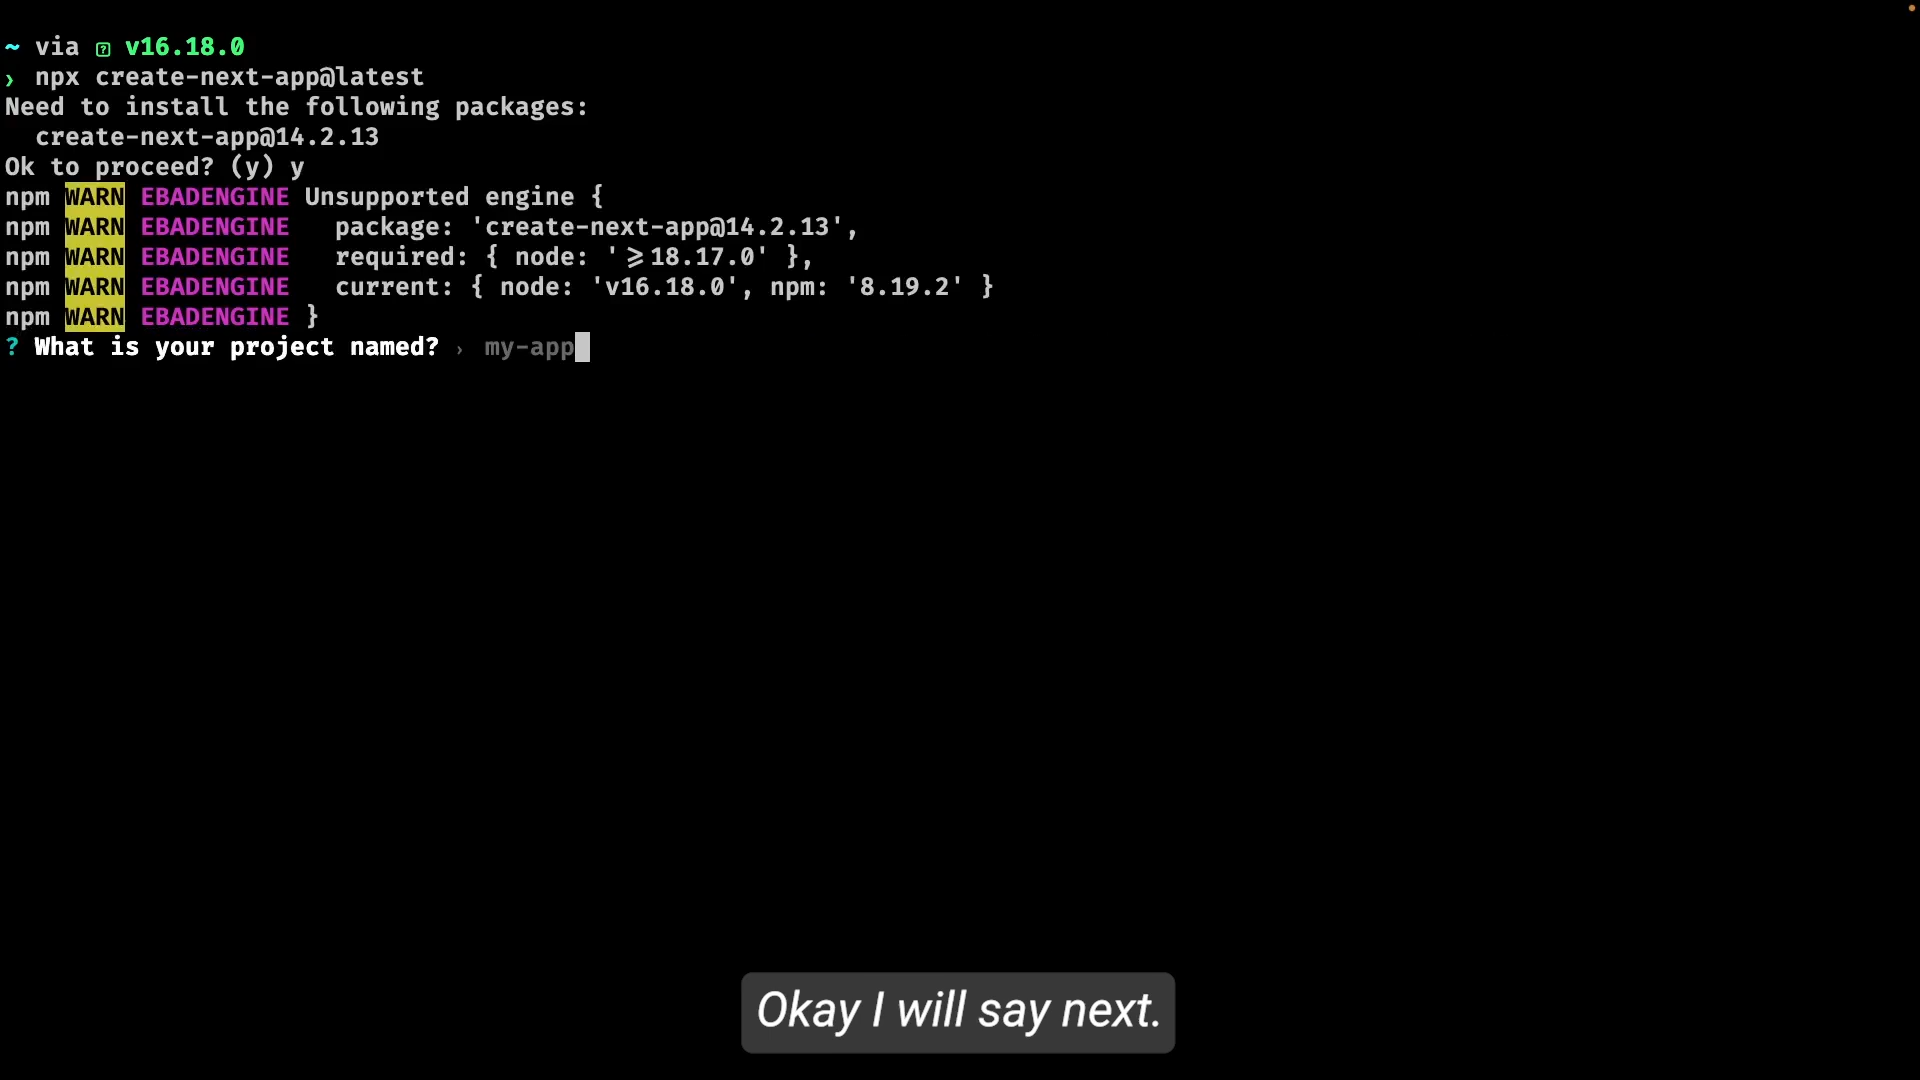 ~ via v16.18.0
› npx create-next-app@latest
Need to install the following packages:
  create-next-app@14.2.13
Ok to proceed? (y) y
npm WARN EBADENGINE Unsupported engine {
npm WARN EBADENGINE   package: 'create-next-app@14.2.13',
npm WARN EBADENGINE   required: { node: '>=18.17.0' },
npm WARN EBADENGINE   current: { node: 'v16.18.0', npm: '8.19.2' }
npm WARN EBADENGINE }
? What is your project named? › my-app
Okay I will say next.